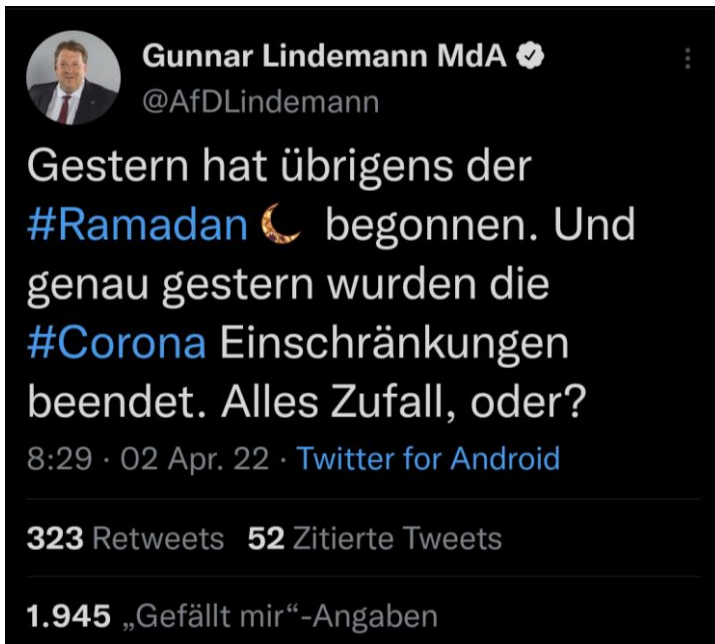 Gunnar Lindemann MdA
@AfDLindemann
Gestern hat übrigens der
#Ramadan🌙 begonnen. Und
genau gestern wurden die
#Corona Einschränkungen
beendet. Alles Zufall, oder?
8:29 · 02 Apr. 22 · Twitter for Android
323 Retweets 52 Zitierte Tweets
1.945 „Gefällt mir“-Angaben